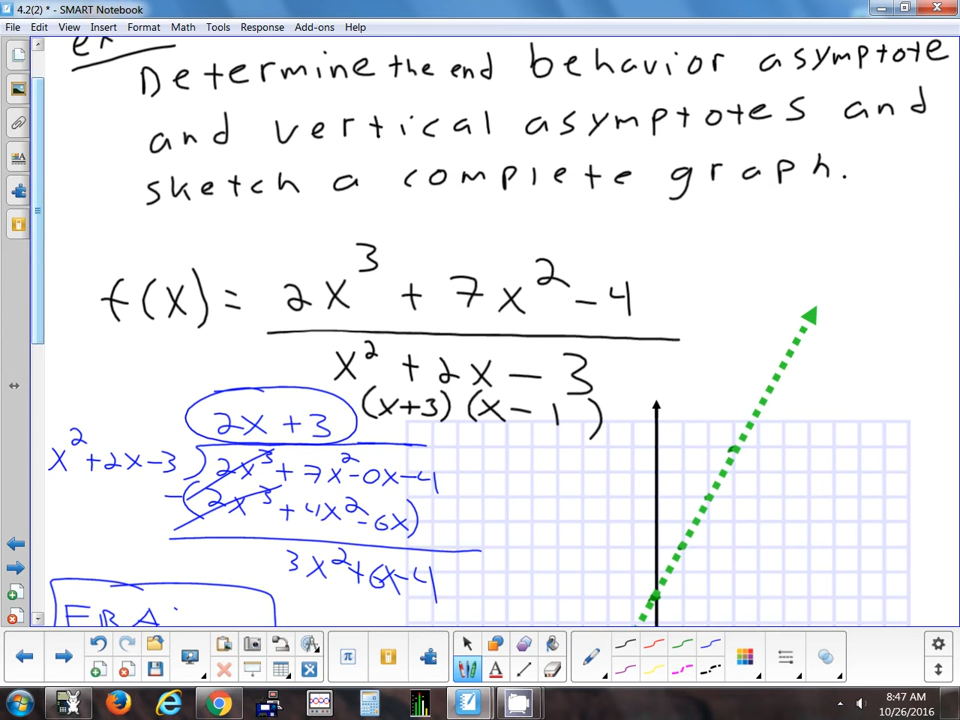 4.2(2) * - SMART Notebook
File Edit View Insert Format Math Tools Response Add-ons Help
ex
Determine the end behavior asymptote
and vertical asymptotes and
sketch a complete graph.
f(x) = 2x³ + 7x² - 4
x² + 2x - 3
(x+3) (x - 1)
2x + 3
x² + 2x - 3 ) 2x³ + 7x² - 0x - 4
-(2x³ + 4x² - 6x)
3x² + 6x - 4
EBA:
π
A
8:47 AM
10/26/2016